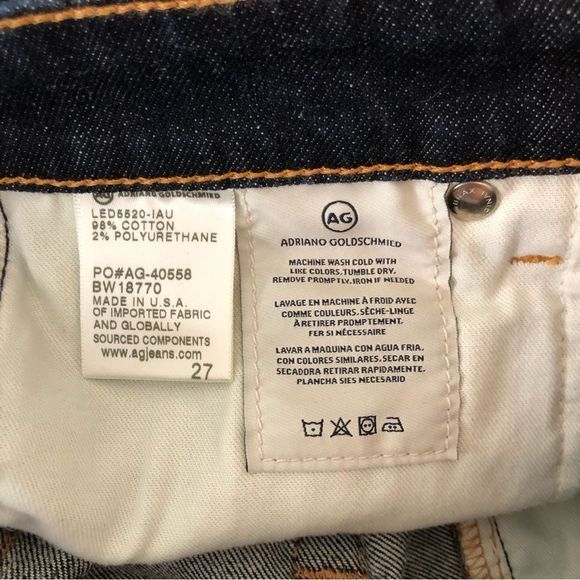 ADRIANO GOLDSCHMIED
LED5520-IAU
98% COTTON
2% POLYURETHANE
PO#AG-40558
BW18770
MADE IN U.S.A.
OF IMPORTED FABRIC
AND GLOBALLY
SOURCED COMPONENTS
www.agjeans.com
27
AG
ADRIANO GOLDSCHMIED
MACHINE WASH COLD WITH
LIKE COLORS, TUMBLE DRY.
REMOVE PROMPTLY, IRON IF NEEDED
LAVAGE EN MACHINE À FROID AVEC
COMME COULEURS. SÈCHE-LINGE
À RETIRER PROMPTEMENT.
FER SI NÉCESSAIRE
LAVAR A MAQUINA CON AGUA FRIA.
CON COLORES SIMILARES. SECAR EN
SECADORA RETIRAR RAPIDAMENTE.
PLANCHA SIES NECESARIO